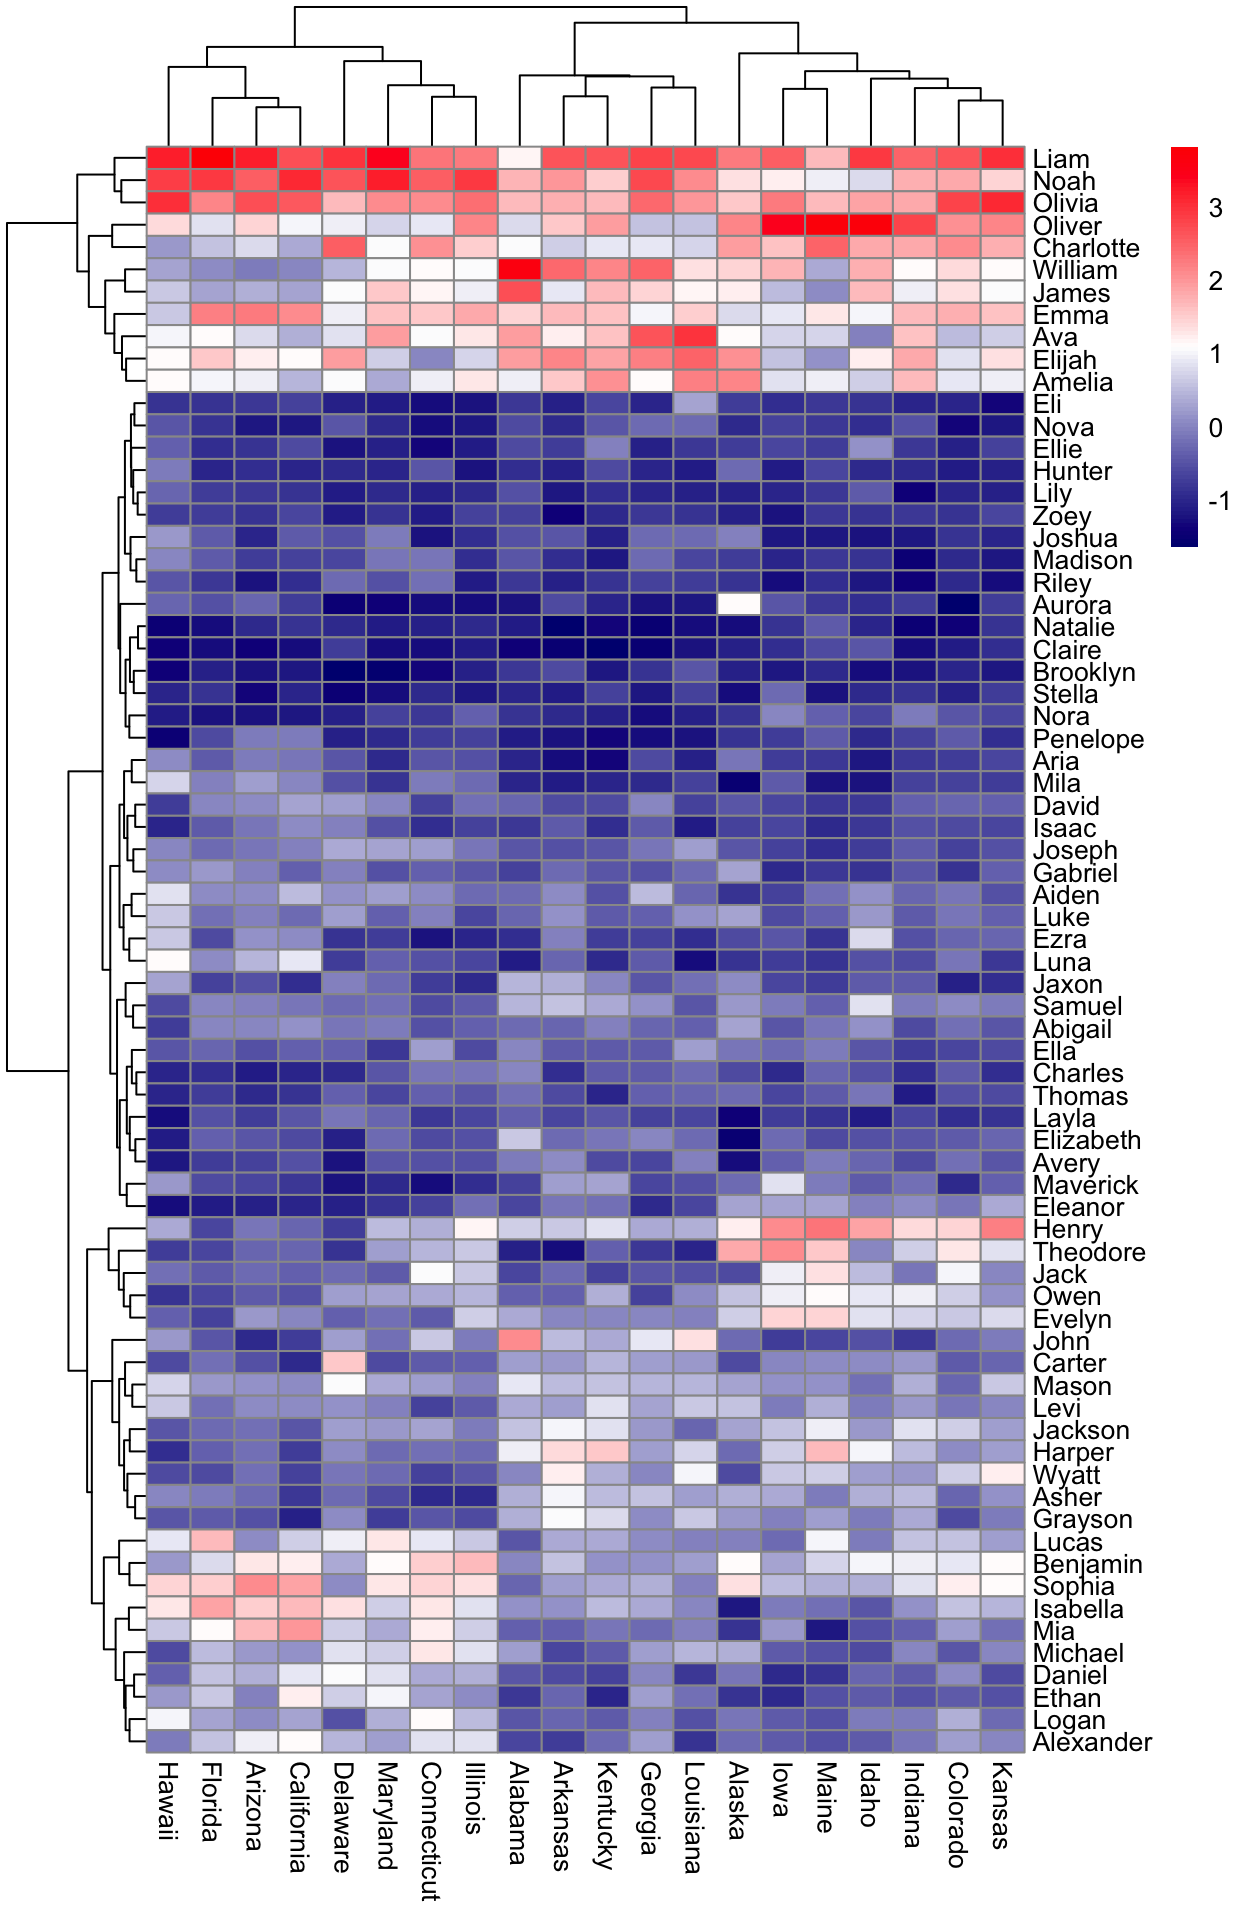 Liam
Noah
Olivia
Oliver
Charlotte
William
James
Emma
Ava
Elijah
Amelia
Eli
Nova
Ellie
Hunter
Lily
Zoey
Joshua
Madison
Riley
Aurora
Natalie
Claire
Brooklyn
Stella
Nora
Penelope
Aria
Mila
David
Isaac
Joseph
Gabriel
Aiden
Luke
Ezra
Luna
Jaxon
Samuel
Abigail
Ella
Charles
Thomas
Layla
Elizabeth
Avery
Maverick
Eleanor
Henry
Theodore
Jack
Owen
Evelyn
John
Carter
Mason
Levi
Jackson
Harper
Wyatt
Asher
Grayson
Lucas
Benjamin
Sophia
Isabella
Mia
Michael
Daniel
Ethan
Logan
Alexander
3
2
1
0
-1
Hawaii
Florida
Arizona
California
Delaware
Maryland
Connecticut
Illinois
Alabama
Arkansas
Kentucky
Georgia
Louisiana
Alaska
Iowa
Maine
Idaho
Indiana
Colorado
Kansas